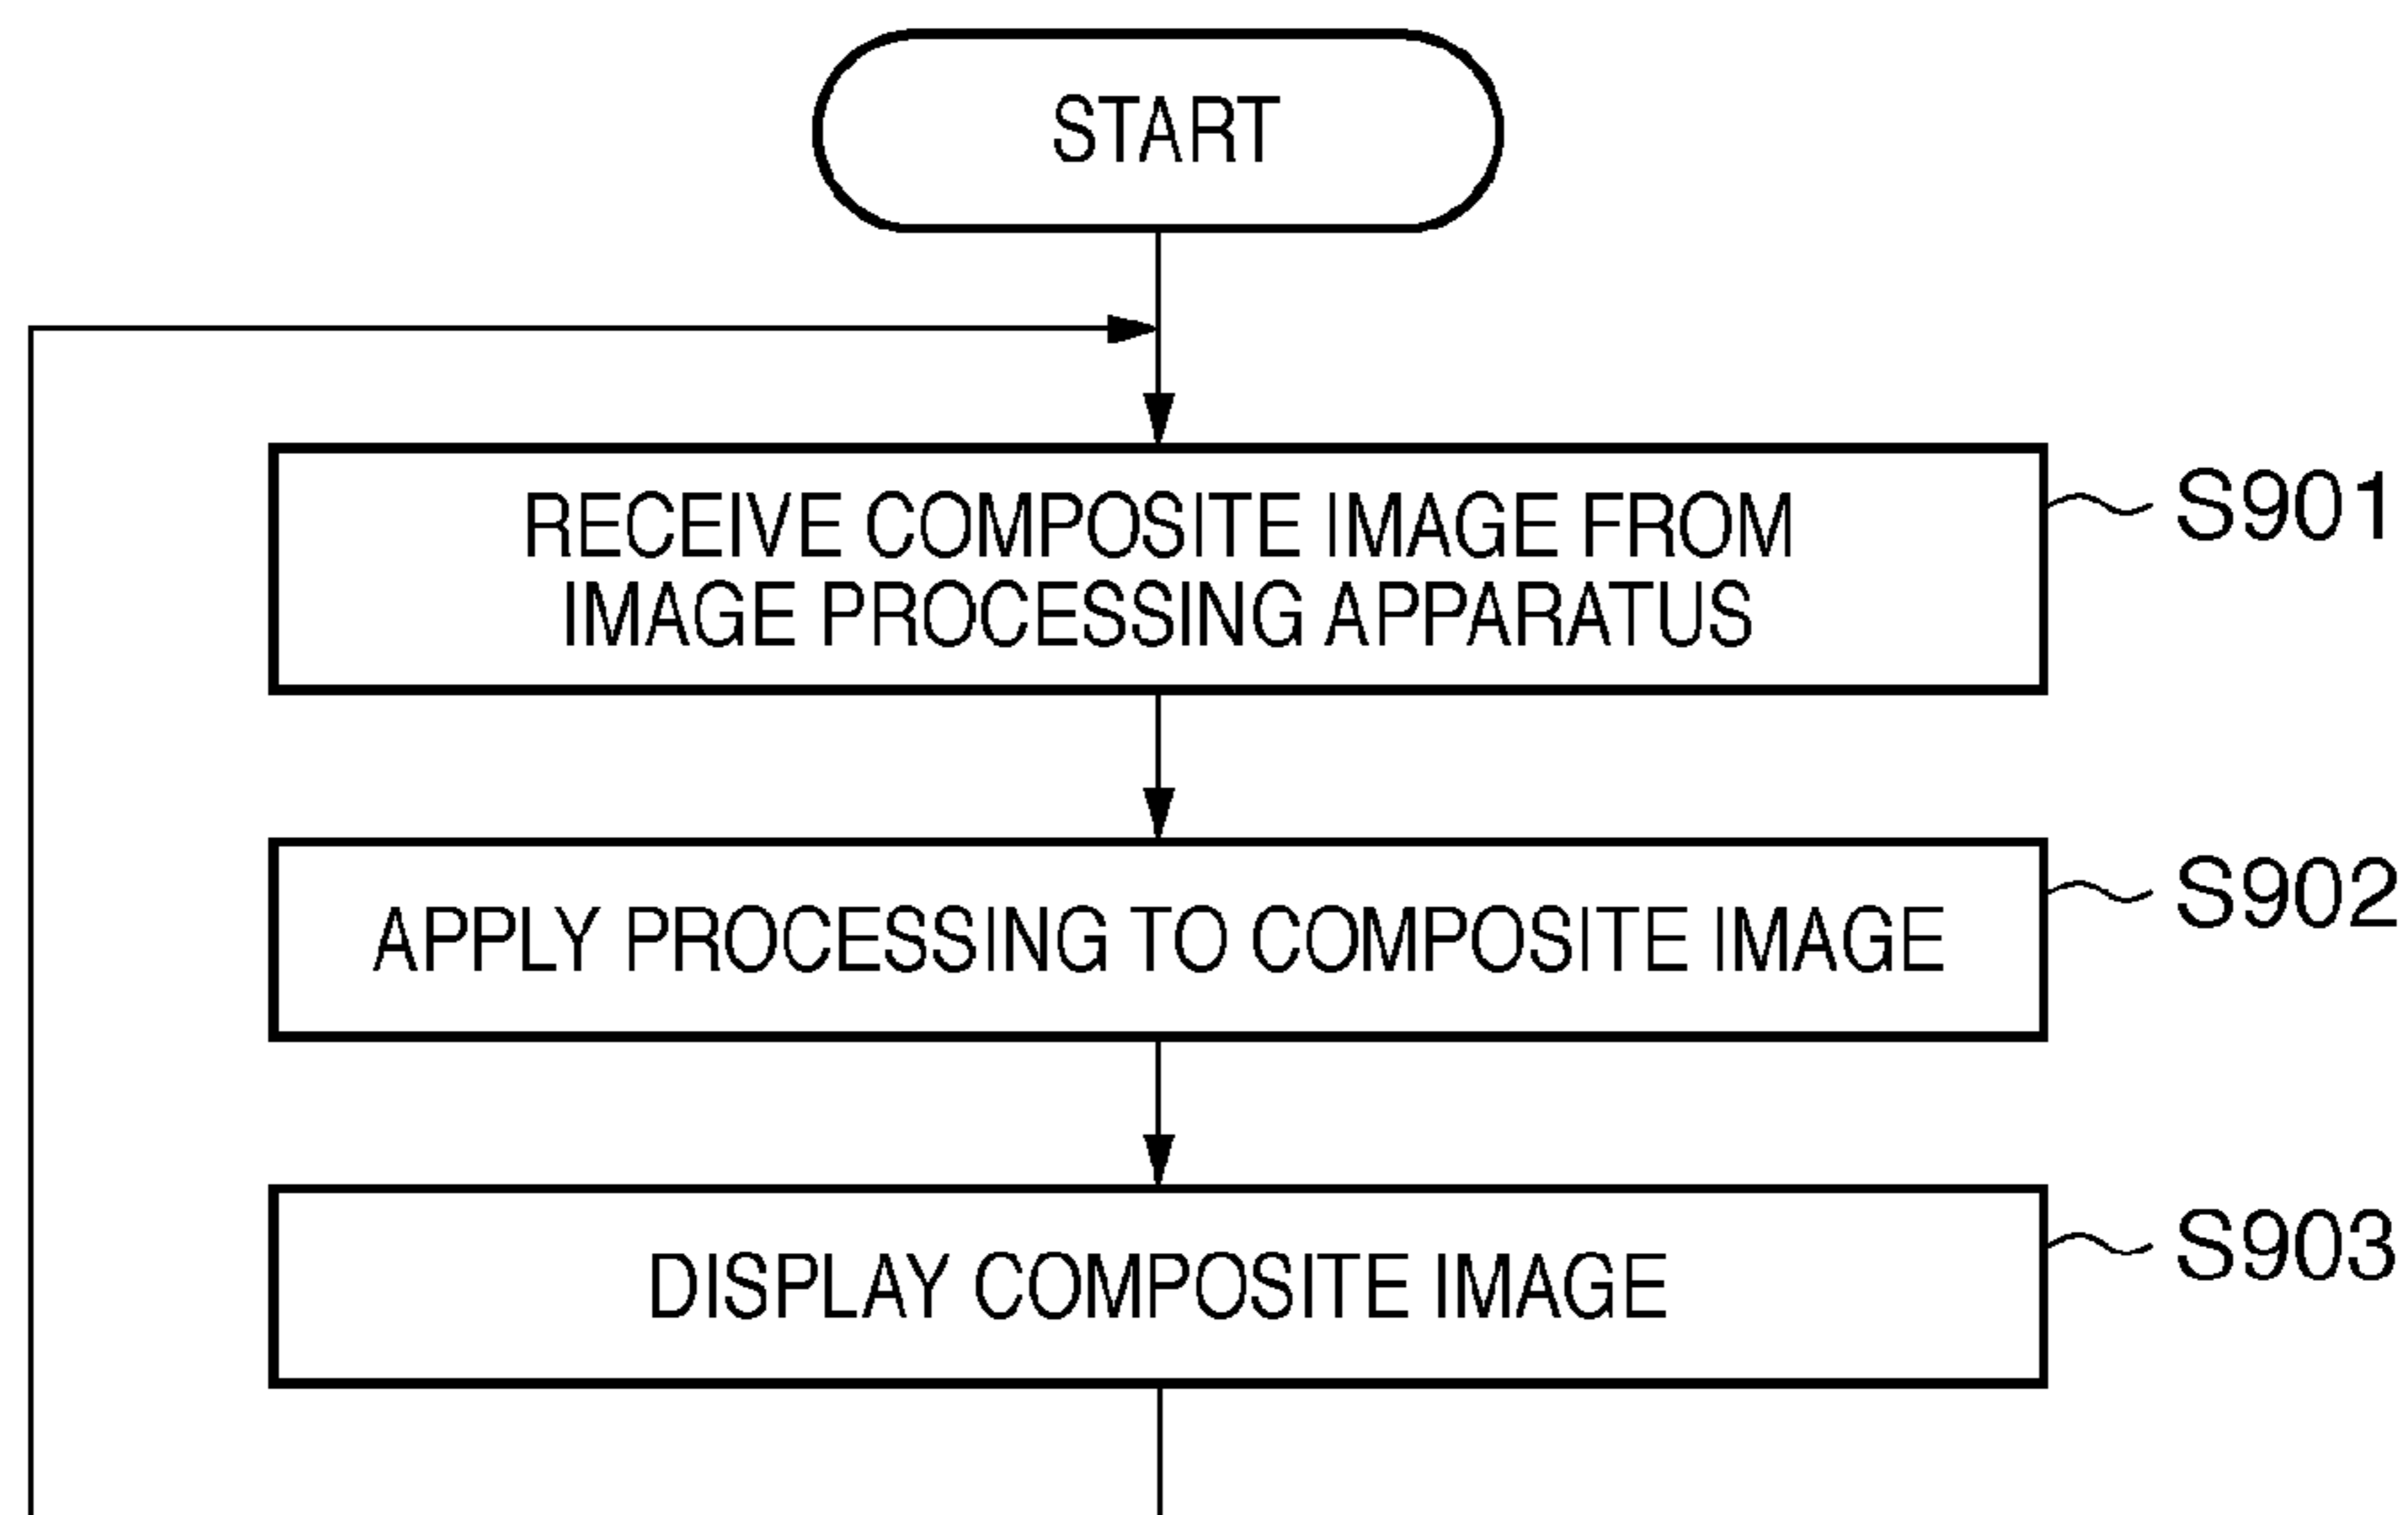 START
RECEIVE COMPOSITE IMAGE FROM
IMAGE PROCESSING APPARATUS
S901
APPLY PROCESSING TO COMPOSITE IMAGE
S902
DISPLAY COMPOSITE IMAGE
S903